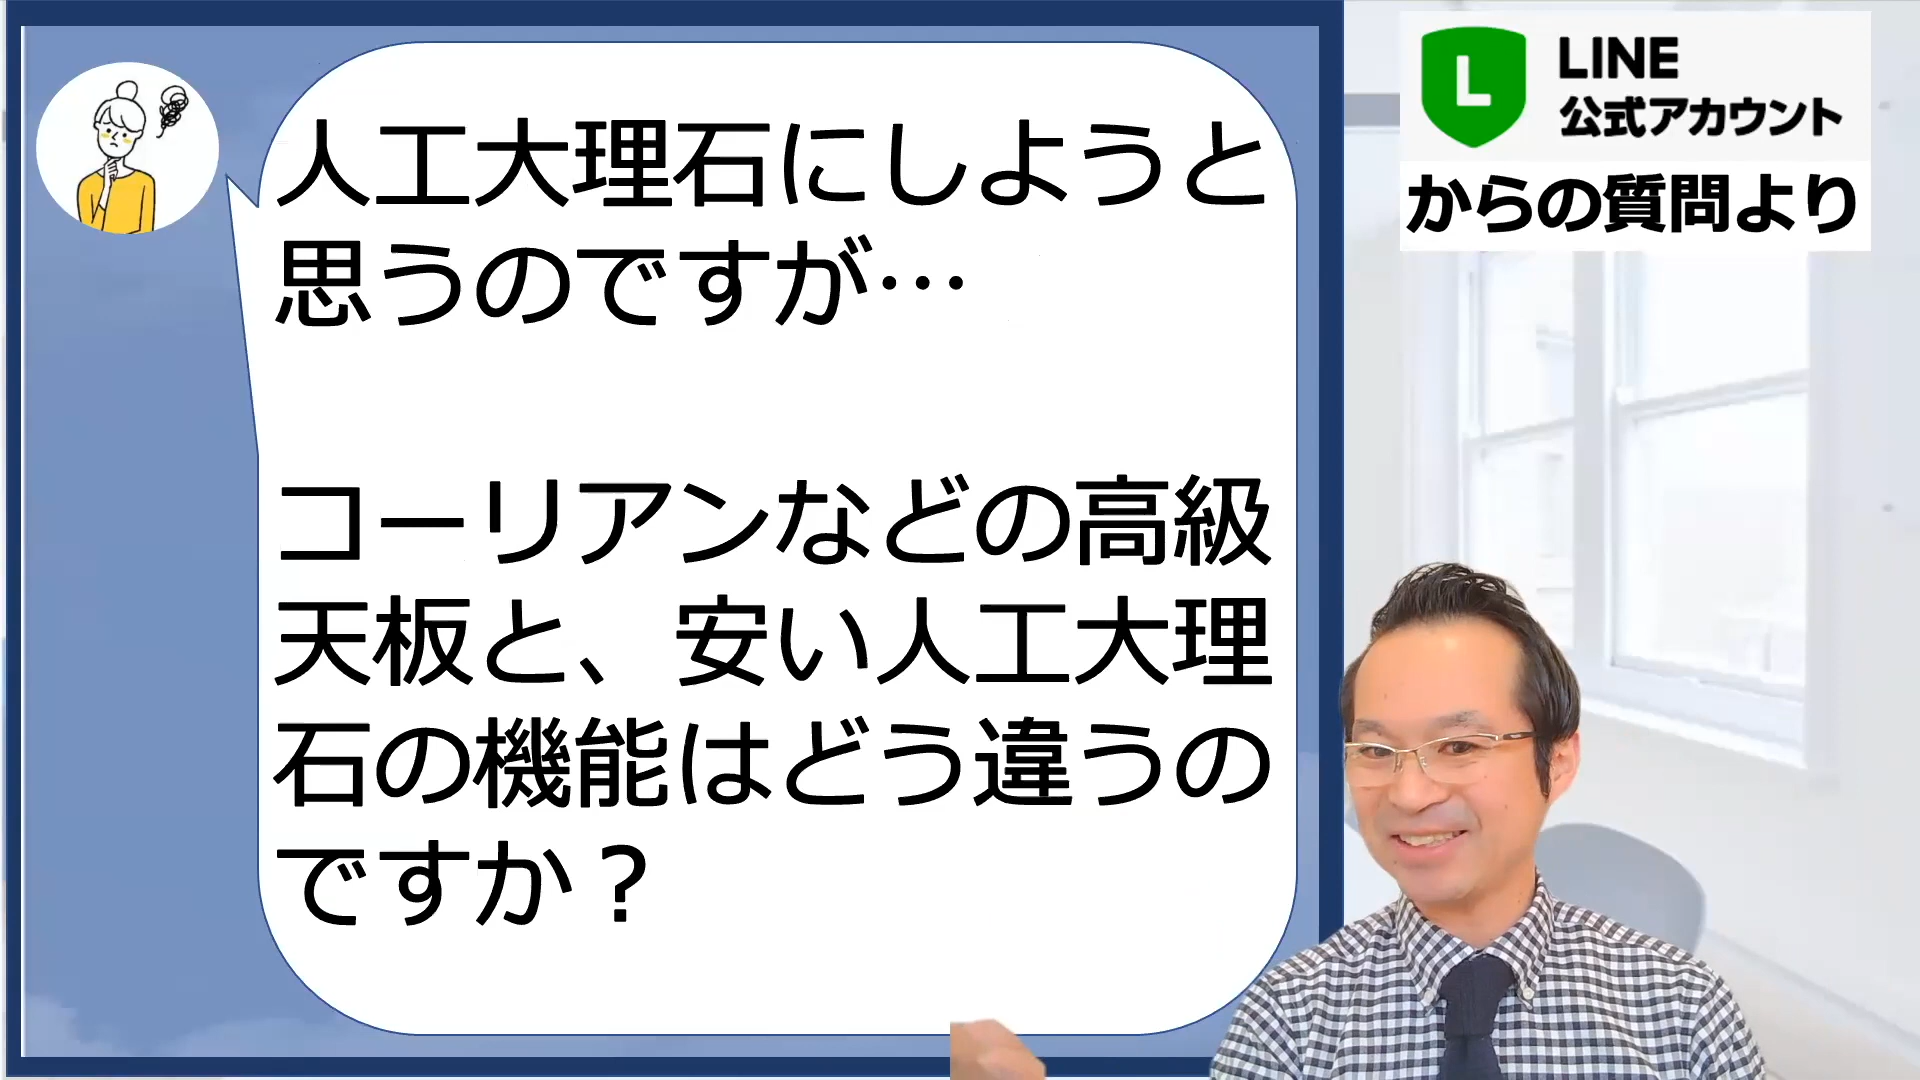 人工大理石にしようと
思うのですが…
コーリアンなどの高級
天板と、安い人工大理
石の機能はどう違うの
ですか？
L
LINE
公式アカウント
からの質問より